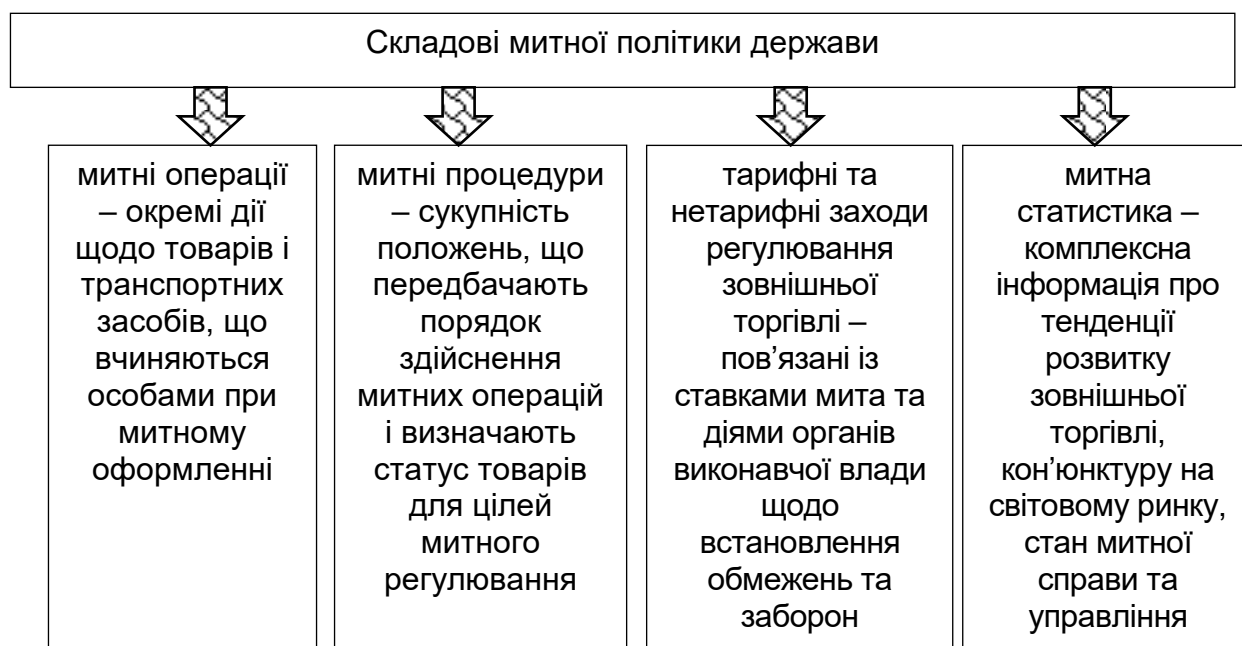 Складові митної політики держави
митні операції
– окремі дії
щодо товарів і
транспортних
засобів, що
вчиняються
особами при
митному
оформленні
митні процедури
– сукупність
положень, що
передбачають
порядок
здійснення
митних операцій
і визначають
статус товарів
для цілей
митного
регулювання
тарифні та
нетарифні заходи
регулювання
зовнішньої
торгівлі –
пов’язані із
ставками мита та
діями органів
виконавчої влади
щодо
встановлення
обмежень та
заборон
митна
статистика –
комплексна
інформація про
тенденції
розвитку
зовнішньої
торгівлі,
кон’юнктуру на
світовому ринку,
стан митної
справи та
управління